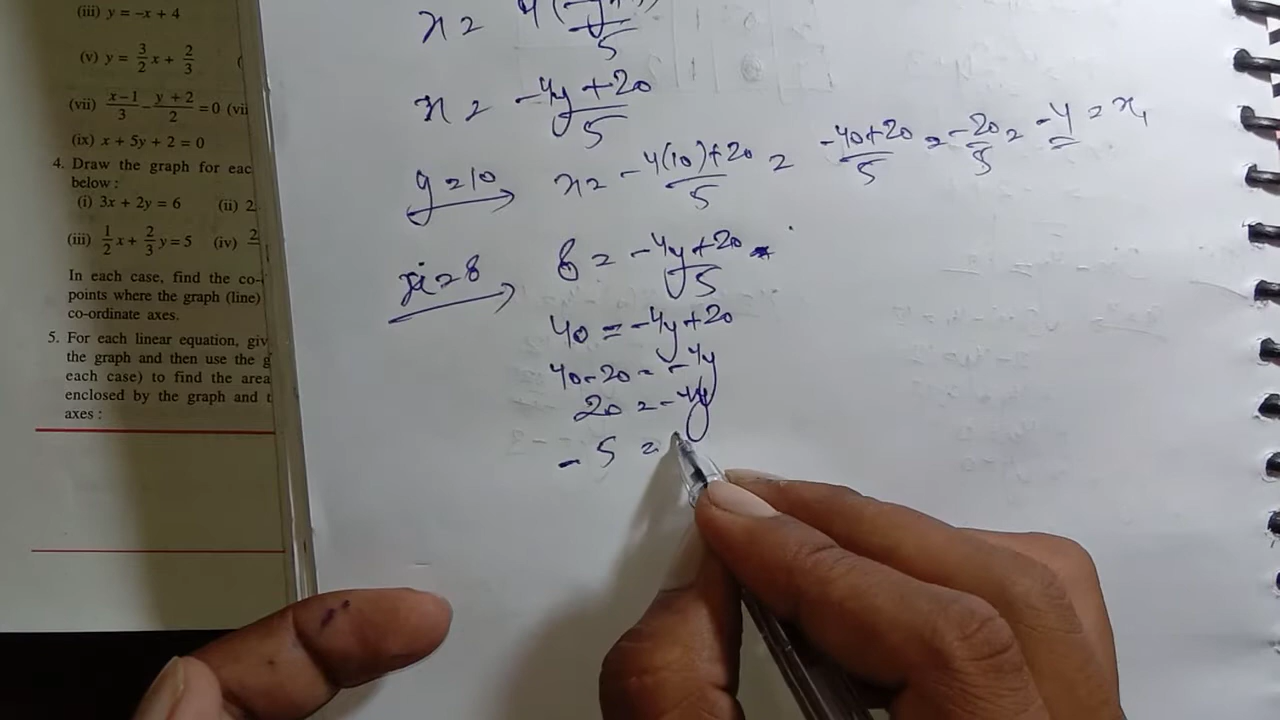 (iii) y = –x + 4
(v) y = 3/2 x + 2/3
(vii) x–1/3 – y + 2/2 = 0 (vii
(ix) x + 5y + 2 = 0
4. Draw the graph for eac
below :
(i) 3x + 2y = 6 (ii) 2
(iii) 1/2 x + 2/3 y = 5 (iv) 2
In each case, find the co-
points where the graph (line)
co-ordinate axes.
5. For each linear equation, giv
the graph and then use the g
each case) to find the area
enclosed by the graph and t
axes :
x = -4y + 20/5
y = 10 → x = -4(10) + 20/5 = -40 + 20/5 = -20/5 = -4 = x,
x = 8 → 8 = -4y + 20/5
40 = -4y + 20
40 - 20 = -4y
20 = -4y
- 5 =